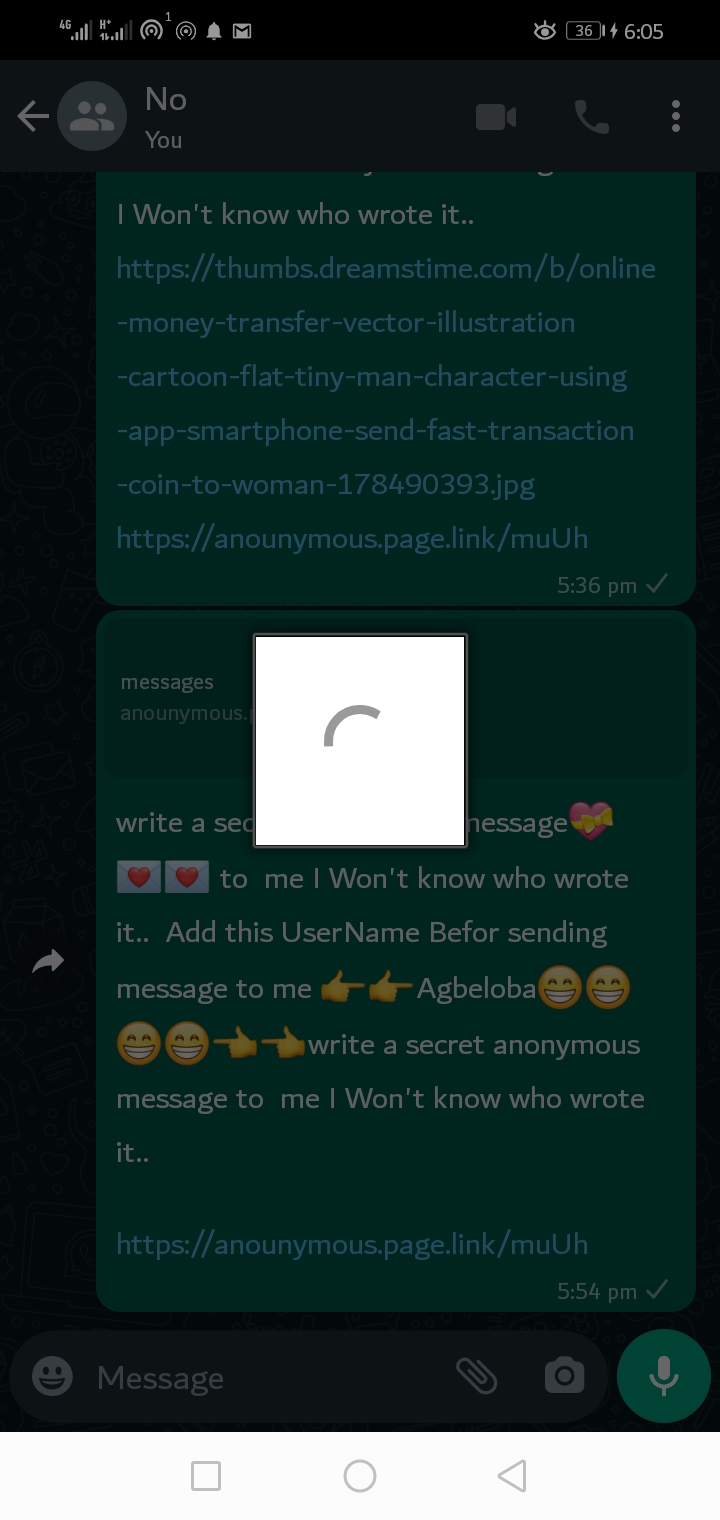 4G H+ 1 36 6:05
No
You
I Won't know who wrote it..
https://thumbs.dreamstime.com/b/online
-money-transfer-vector-illustration
-cartoon-flat-tiny-man-character-using
-app-smartphone-send-fast-transaction
-coin-to-woman-178490393.jpg
https://anounymous.page.link/muUh
5:36 pm
messages
write a message💝
💌💌 to me I Won't know who wrote
it.. Add this UserName Befor sending
message to me 👉👉Agbeloba😁😁
😁😁👈👈write a secret anonymous
message to me I Won't know who wrote
it..
https://anounymous.page.link/muUh
5:54 pm
Message